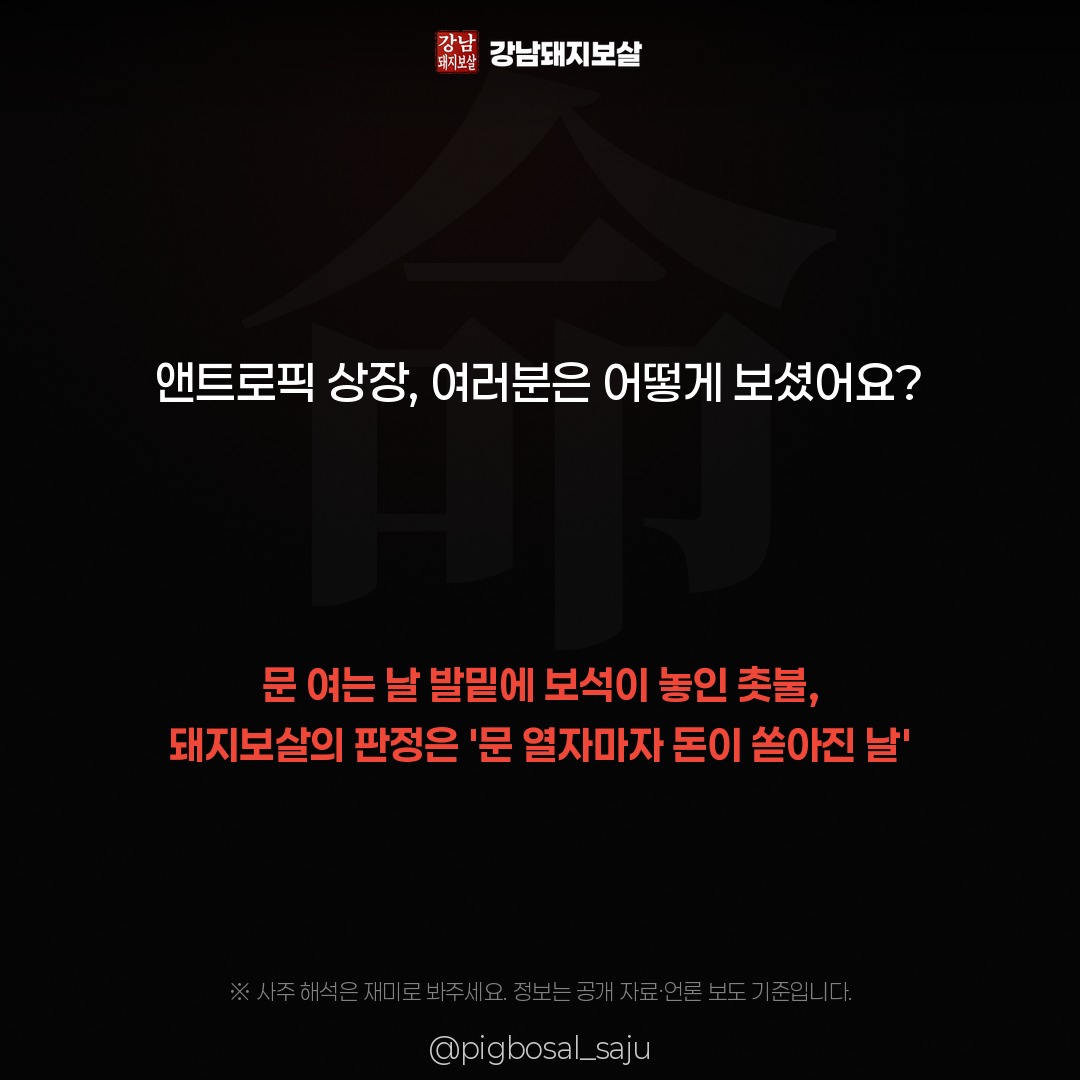 강남
돼지보살
강남돼지보살
命
앤트로픽 상장, 여러분은 어떻게 보셨어요?
문 여는 날 발밑에 보석이 놓인 촛불,
돼지보살의 판정은 '문 열자마자 돈이 쏟아진 날'
※ 사주 해석은 재미로 봐주세요. 정보는 공개 자료·언론 보도 기준입니다.
@pigbosal_saju